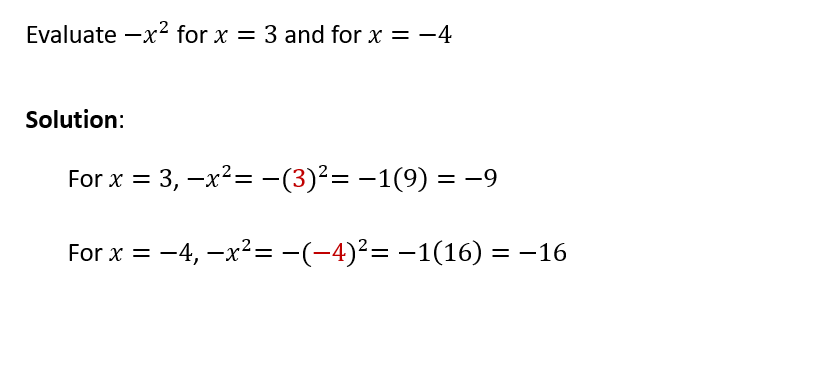 Evaluate −x² for x = 3 and for x = −4
Solution:
For x = 3, −x²= −(3)²= −1(9) = −9
For x = −4, −x²= −(−4)²= −1(16) = −16